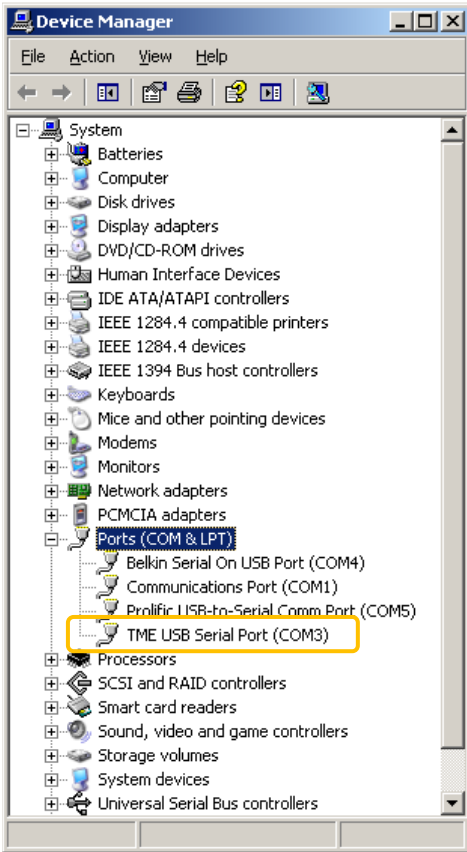 Device Manager
File Action View Help
System
Batteries
Computer
Disk drives
Display adapters
DVD/CD-ROM drives
Human Interface Devices
IDE ATA/ATAPI controllers
IEEE 1284.4 compatible printers
IEEE 1284.4 devices
IEEE 1394 Bus host controllers
Keyboards
Mice and other pointing devices
Modems
Monitors
Network adapters
PCMCIA adapters
Ports (COM & LPT)
Belkin Serial On USB Port (COM4)
Communications Port (COM1)
Prolific USB-to-Serial Comm Port (COM5)
TME USB Serial Port (COM3)
Processors
SCSI and RAID controllers
Smart card readers
Sound, video and game controllers
Storage volumes
System devices
Universal Serial Bus controllers